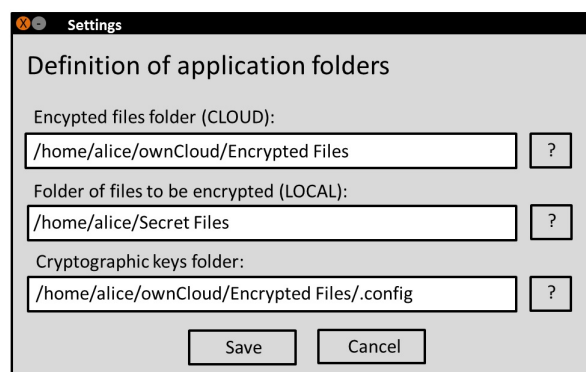 X - Settings
Definition of application folders
Encypted files folder (CLOUD):
/home/alice/ownCloud/Encrypted Files ?
Folder of files to be encrypted (LOCAL):
/home/alice/Secret Files ?
Cryptographic keys folder:
/home/alice/ownCloud/Encrypted Files/.config ?
Save Cancel